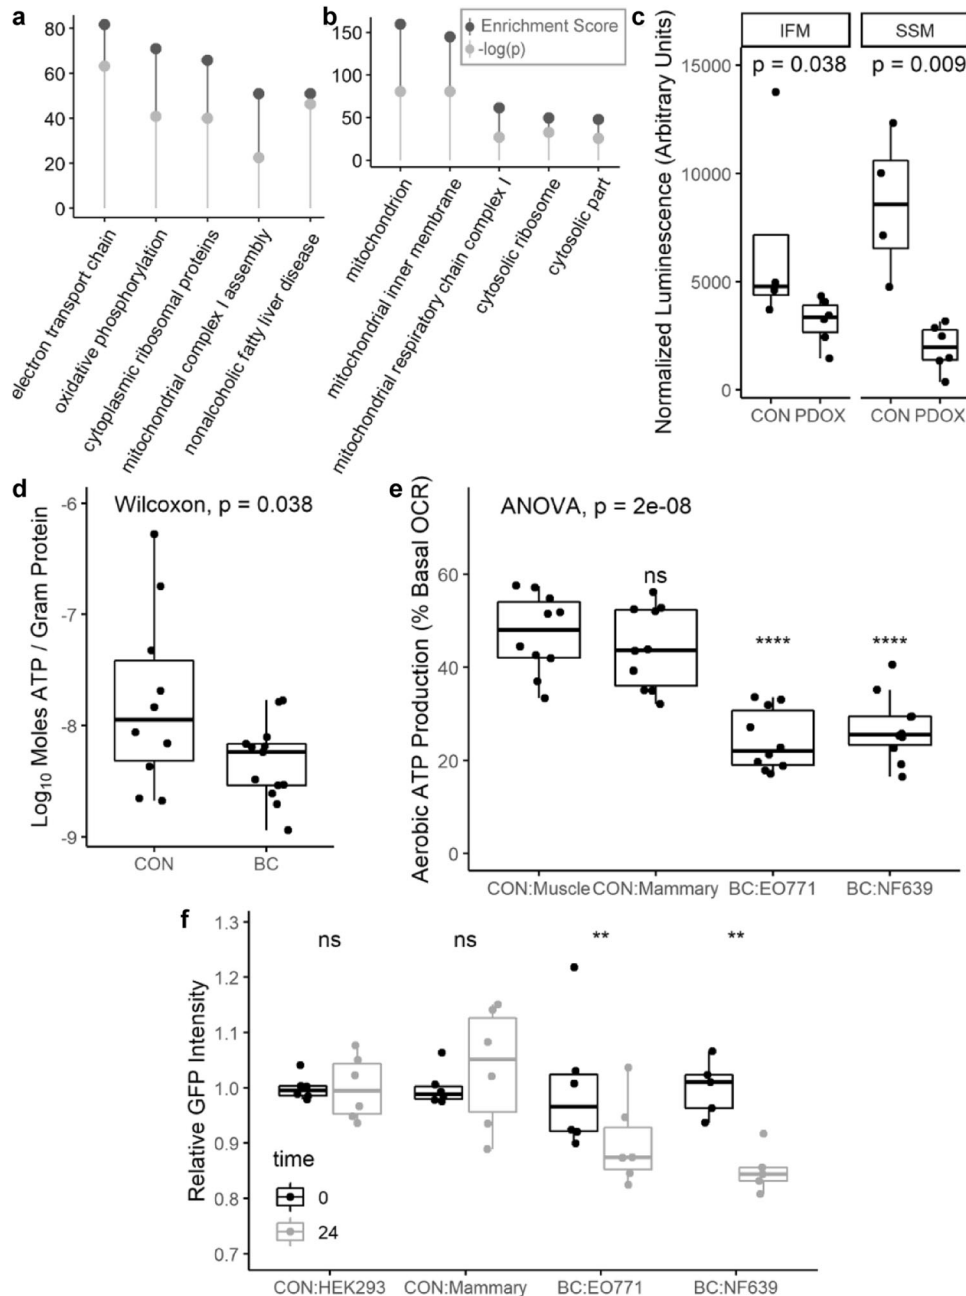 a
80
60
40
20
0
electron transport chain
oxidative phosphorylation
cytoplasmic ribosomal proteins
mitochondrial complex I assembly
nonalcoholic fatty liver disease
b
Enrichment Score
-log(p)
150
100
50
0
mitochondrion
mitochondrial inner membrane
mitochondrial respiratory chain complex I
cytosolic ribosome
cytosolic part
c
IFM
SSM
p = 0.038
p = 0.009
Normalized Luminescence (Arbitrary Units)
15000
10000
5000
0
CON PDOX
CON PDOX
d
Wilcoxon, p = 0.038
Log10 Moles ATP / Gram Protein
-6
-7
-8
-9
CON
BC
e
ANOVA, p = 2e-08
Aerobic ATP Production (% Basal OCR)
60
40
20
0
ns
****
****
CON:Muscle
CON:Mammary
BC:EO771
BC:NF639
f
Relative GFP Intensity
1.3
1.2
1.1
1.0
0.9
0.8
0.7
ns
ns
**
**
time
0
24
CON:HEK293
CON:Mammary
BC:EO771
BC:NF639